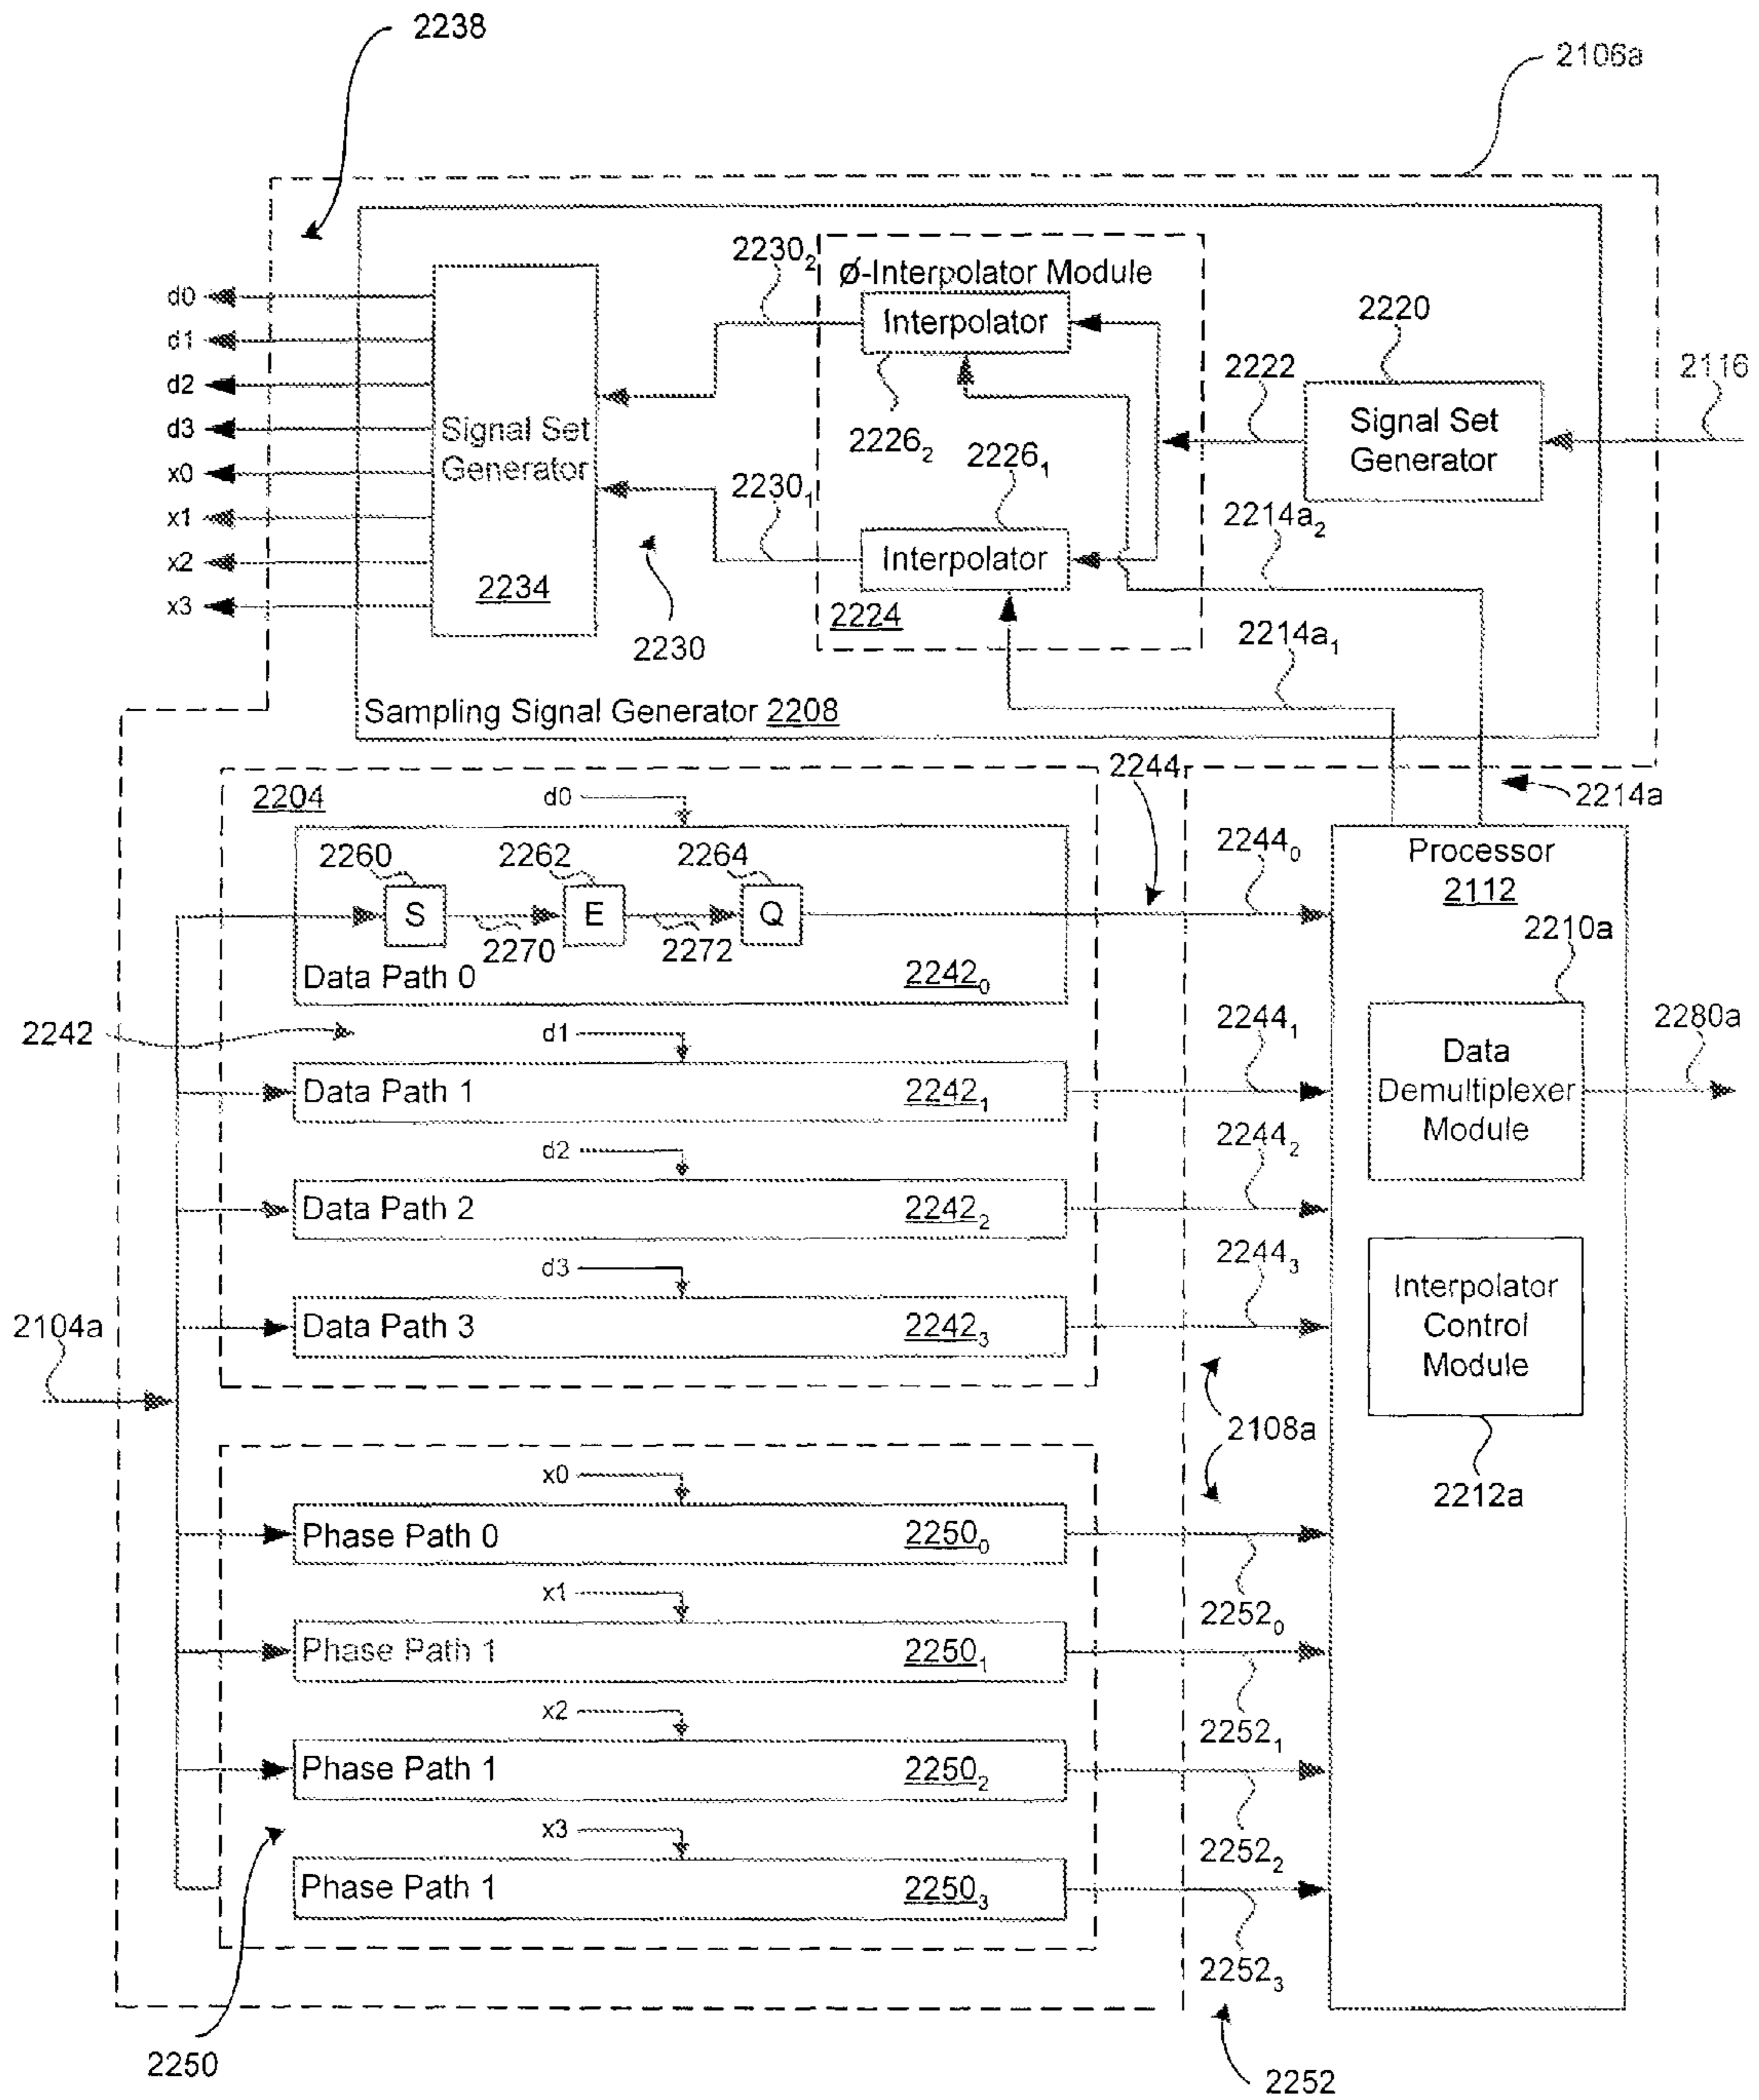 2238
2106a
2230₂
Ø-Interpolator Module
d0
Interpolator
2220
d1
2222
2116
d2
Signal Set
Generator
d3
Signal Set
Generator
2226₂
2226₁
x0
2230₁
2214a₂
x1
Interpolator
x2
2234
x3
2224
2230
2214a₁
Sampling Signal Generator 2208
2244
2214a
2204
d0
2260
2262
2264
2244₀
Processor
2112
S
E
Q
2210a
2270
2272
Data Path 0
2242₀
2242
d1
2244₁
2280a
Data
Demultiplexer
Module
Data Path 1
2242₁
d2
2244₂
Data Path 2
2242₂
d3
2244₃
Interpolator
Control
Module
2104a
Data Path 3
2242₃
2108a
x0
2212a
Phase Path 0
2250₀
x1
2252₀
Phase Path 1
2250₁
x2
2252₁
Phase Path 1
2250₂
x3
2252₂
Phase Path 1
2250₃
2252₃
2250
2252